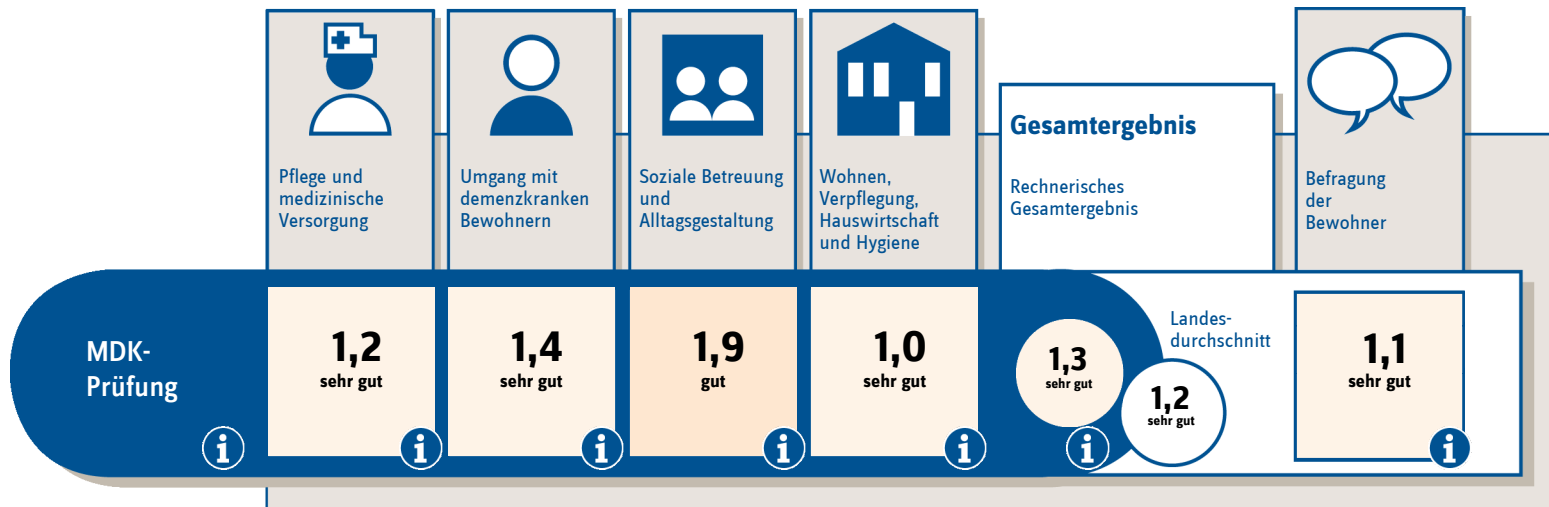 Pflege und
medizinische
Versorgung
Umgang mit
demenzkranken
Bewohnern
Soziale Betreuung
und
Alltagsgestaltung
Wohnen,
Verpflegung,
Hauswirtschaft
und Hygiene
Gesamtergebnis
Rechnerisches
Gesamtergebnis
Befragung
der
Bewohner
MDK-
Prüfung
i
1,2
sehr gut
i
1,4
sehr gut
i
1,9
gut
i
1,0
sehr gut
i
1,3
sehr gut
i
Landes-
durchschnitt
1,2
sehr gut
1,1
sehr gut
i